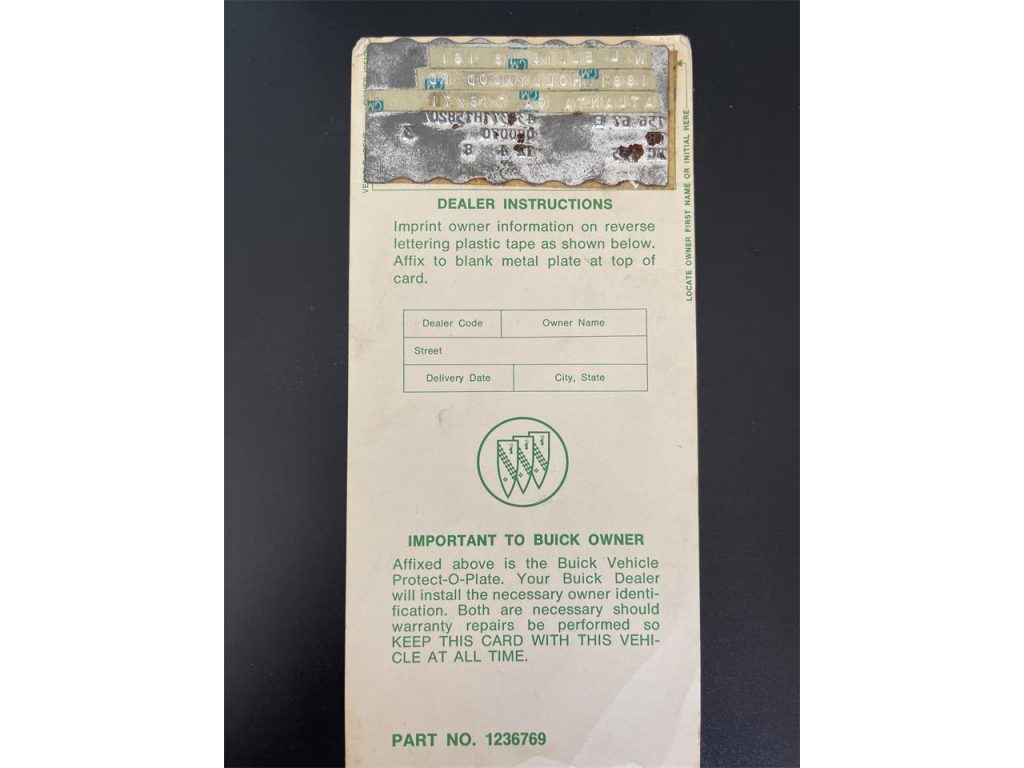 HOLLYWOOD RD
ATLANTA GA
LOCATE OWNER FIRST NAME OR INITIAL HERE
DEALER INSTRUCTIONS
Imprint owner information on reverse
lettering plastic tape as shown below.
Affix to blank metal plate at top of
card.
Dealer Code Owner Name
Street
Delivery Date City, State
IMPORTANT TO BUICK OWNER
Affixed above is the Buick Vehicle
Protect-O-Plate. Your Buick Dealer
will install the necessary owner identi-
fication. Both are necessary should
warranty repairs be performed so
KEEP THIS CARD WITH THIS VEHI-
CLE AT ALL TIME.
PART NO. 1236769